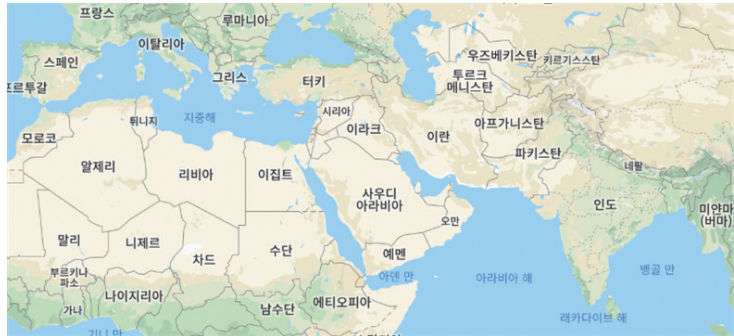 프랑스
루마니아
이탈리아
스페인
우즈베키스탄
키르기스스탄
그리스
터키
투르크
메니스탄
포르투갈
시리아
튀니지
지중해
이라크
이란
아프가니스탄
모로코
파키스탄
알제리
리비아
이집트
네팔
사우디
아라비아
인도
미얀마
(버마)
오만
말리
니제르
차드
수단
예멘
뱅골 만
부르키나
파소
아덴 만
아라비아 해
나이지리아
에티오피아
가나
남수단
래카다이브 해
기니 만